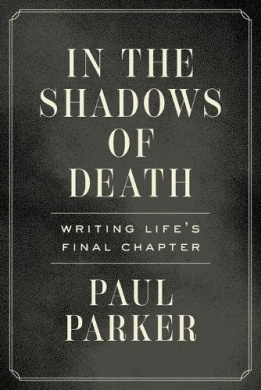 IN THE
SHADOWS
OF
DEATH
WRITING LIFE'S
FINAL CHAPTER
PAUL
PARKER